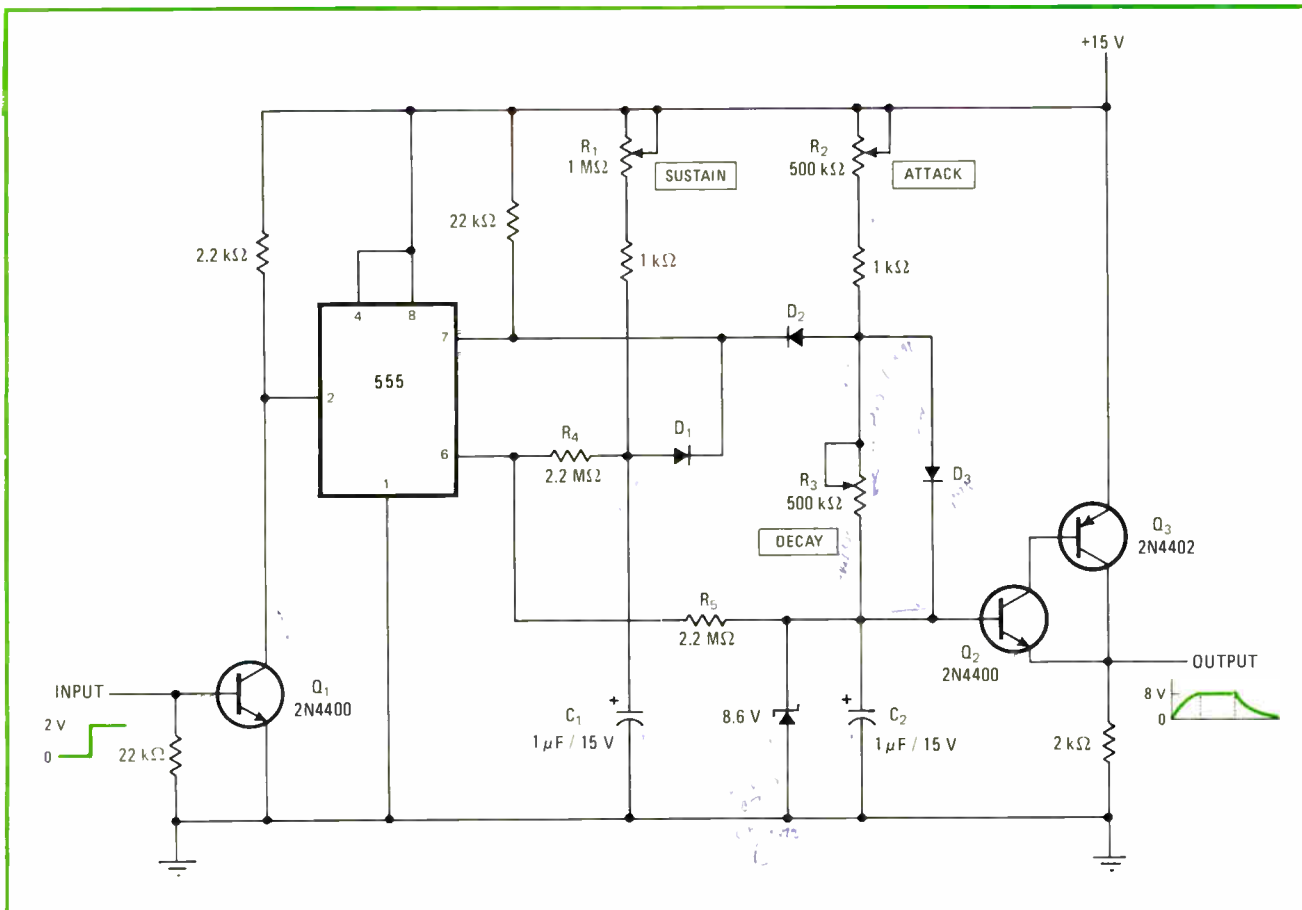 +15 V
R1
1 MΩ
SUSTAIN
R2
500 kΩ
ATTACK
22 kΩ
2.2 kΩ
1 kΩ
1 kΩ
4
8
7
D2
555
2
R4
D1
6
2.2 MΩ
R3
500 kΩ
D3
1
DECAY
Q3
2N4402
R5
2.2 MΩ
Q2
2N4400
OUTPUT
INPUT
Q1
2N4400
+
+
8 V
0
2 V
0
22 kΩ
C1
1 μF / 15 V
8.6 V
C2
1 μF / 15 V
2 kΩ